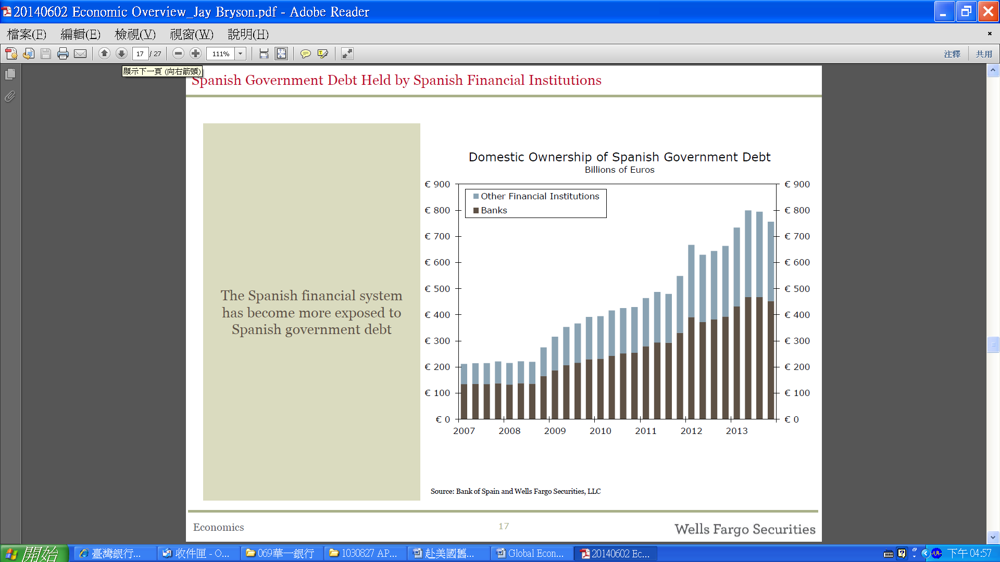 20140602 Economic Overview_Jay Bryson.pdf - Adobe Reader
檔案(F) 編輯(E) 檢視(V) 視窗(W) 說明(H)
17 / 27 111% 注釋 共用
顯示下一頁 (向右箭頭)
Spanish Government Debt Held by Spanish Financial Institutions
The Spanish financial system
has become more exposed to
Spanish government debt
Domestic Ownership of Spanish Government Debt
Billions of Euros
Other Financial Institutions
Banks
€ 900 € 900
€ 800 € 800
€ 700 € 700
€ 600 € 600
€ 500 € 500
€ 400 € 400
€ 300 € 300
€ 200 € 200
€ 100 € 100
€ 0 € 0
2007 2008 2009 2010 2011 2012 2013
Source: Bank of Spain and Wells Fargo Securities, LLC
Economics 17 Wells Fargo Securities
開始 臺灣銀行... 收件匣 - O... 069華一銀行 1030827 AP... 赴美國舊... Global Econ... 20140602 Ec... 下午 04:57